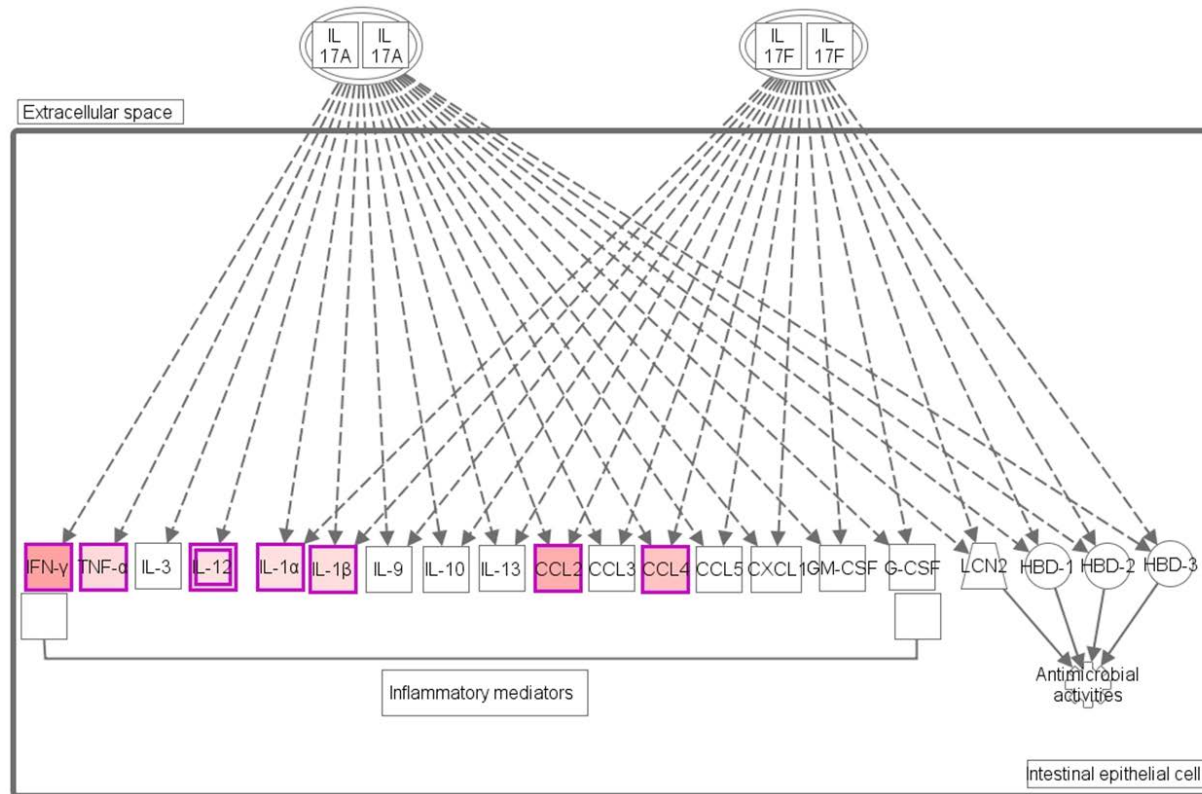 IL IL
17A 17A
IL IL
17F 17F
Extracellular space
IFN-γ TNF-α IL-3 IL-12 IL-1α IL-1β IL-9 IL-10 IL-13 CCL2 CCL3 CCL4 CCL5 CXCL1 GM-CSF G-CSF LCN2 HBD-1 HBD-2 HBD-3
Inflammatory mediators
Antimicrobial
activities
Intestinal epithelial cell